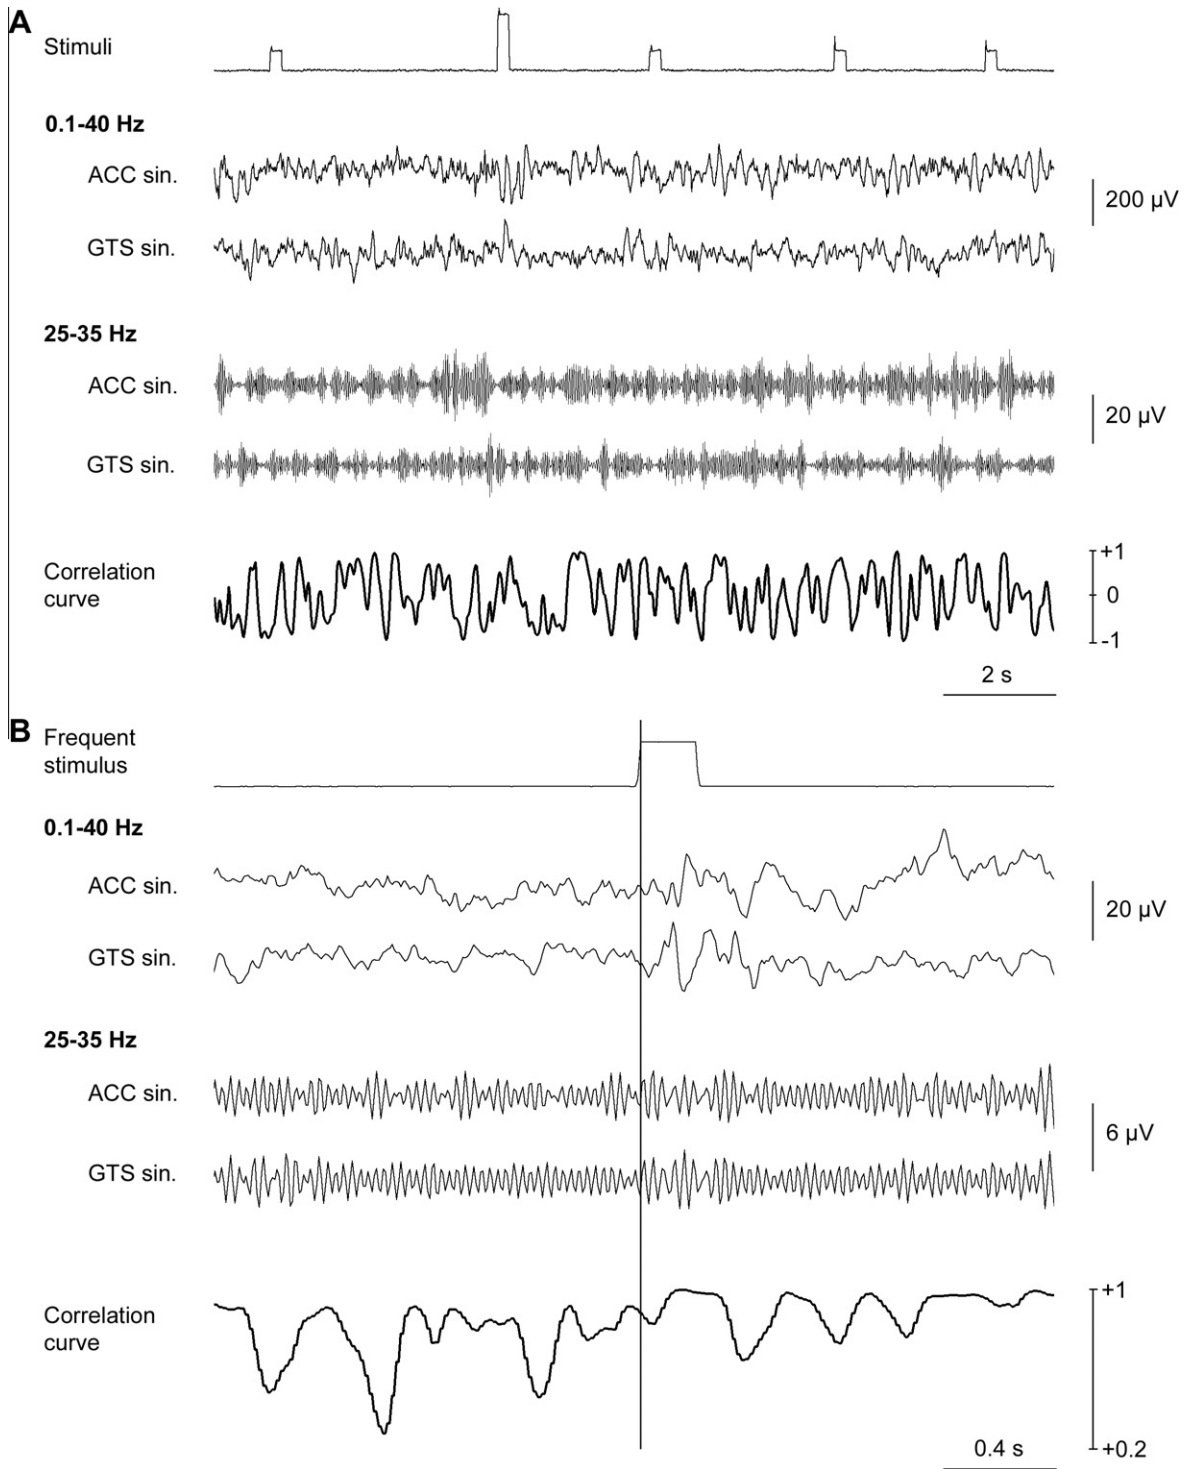 A
Stimuli
0.1-40 Hz
ACC sin.
200 µV
GTS sin.
25-35 Hz
ACC sin.
20 µV
GTS sin.
Correlation
curve
+1
0
-1
2 s
B
Frequent
stimulus
0.1-40 Hz
ACC sin.
20 µV
GTS sin.
25-35 Hz
ACC sin.
6 µV
GTS sin.
Correlation
curve
+1
+0.2
0.4 s